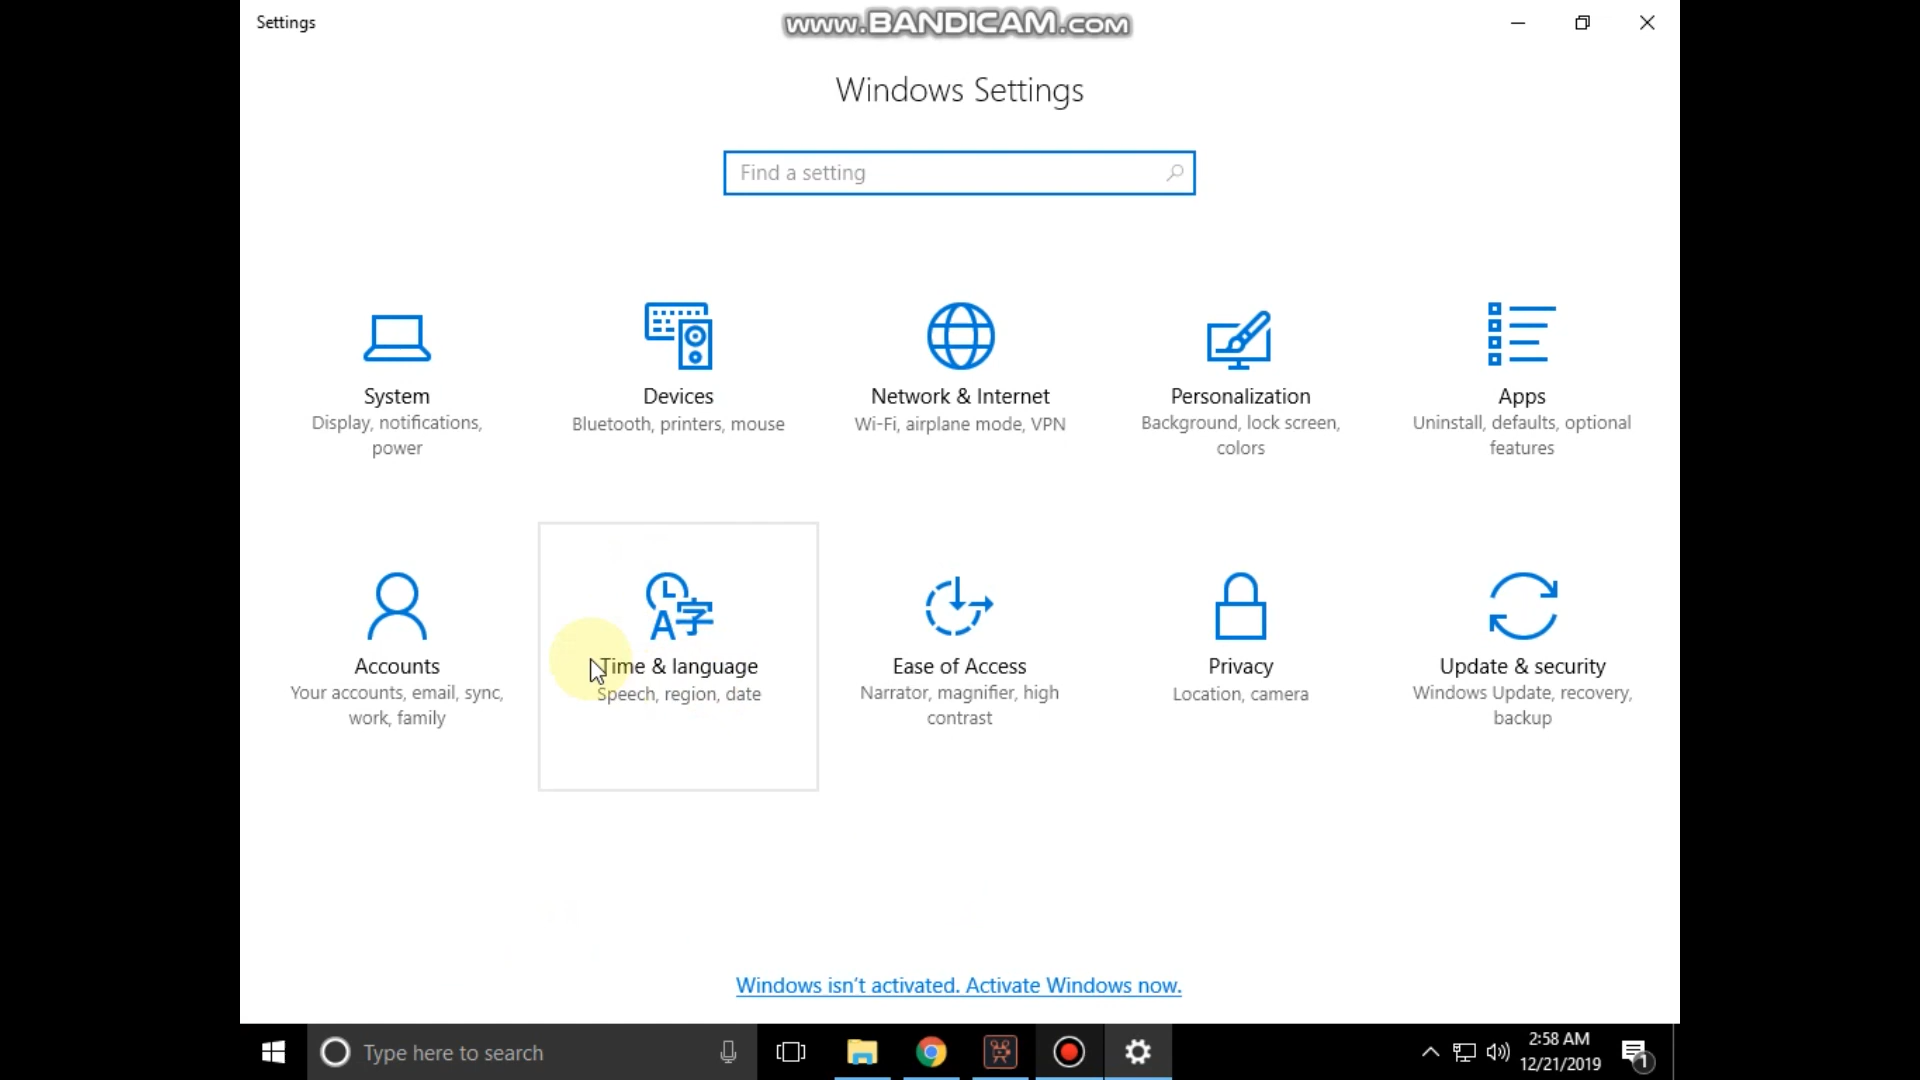 Settings
www.BANDICAM.com
Windows Settings
Find a setting
System
Display, notifications,
power
Devices
Bluetooth, printers, mouse
Network & Internet
Wi-Fi, airplane mode, VPN
Personalization
Background, lock screen,
colors
Apps
Uninstall, defaults, optional
features
Accounts
Your accounts, email, sync,
work, family
Time & language
Speech, region, date
Ease of Access
Narrator, magnifier, high
contrast
Privacy
Location, camera
Update & security
Windows Update, recovery,
backup
Windows isn't activated. Activate Windows now.
Type here to search
2:58 AM
12/21/2019
1